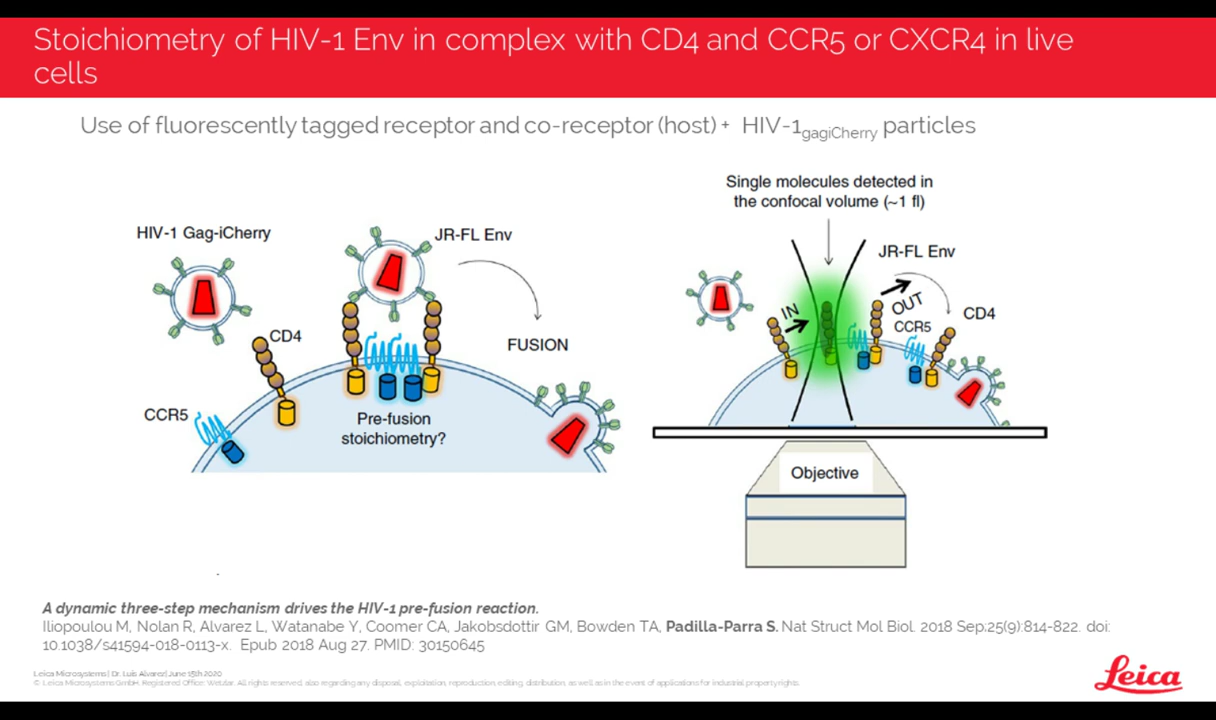 Stoichiometry of HIV-1 Env in complex with CD4 and CCR5 or CXCR4 in live
cells
Use of fluorescently tagged receptor and co-receptor (host) + HIV-1gagiCherry particles
HIV-1 Gag-iCherry
JR-FL Env
CD4
FUSION
CCR5
Pre-fusion
stoichiometry?
Single molecules detected in
the confocal volume (~1 fl)
JR-FL Env
IN
OUT
CCR5
CD4
Objective
A dynamic three-step mechanism drives the HIV-1 pre-fusion reaction.
Iliopoulou M, Nolan R, Alvarez L, Watanabe Y, Coomer CA, Jakobsdottir GM, Bowden TA, Padilla-Parra S. Nat Struct Mol Biol. 2018 Sep;25(9):814-822. doi:
10.1038/s41594-018-0113-x. Epub 2018 Aug 27. PMID: 30150645
Leica Microsystems | Dr. Luis Alvarez | June 15th 2020
© Leica Microsystems GmbH, Registered Office: Wetzlar. All rights reserved, also regarding any disposal, exploitation, reproduction, editing, distribution, as well as in the event of applications for industrial property rights.
Leica